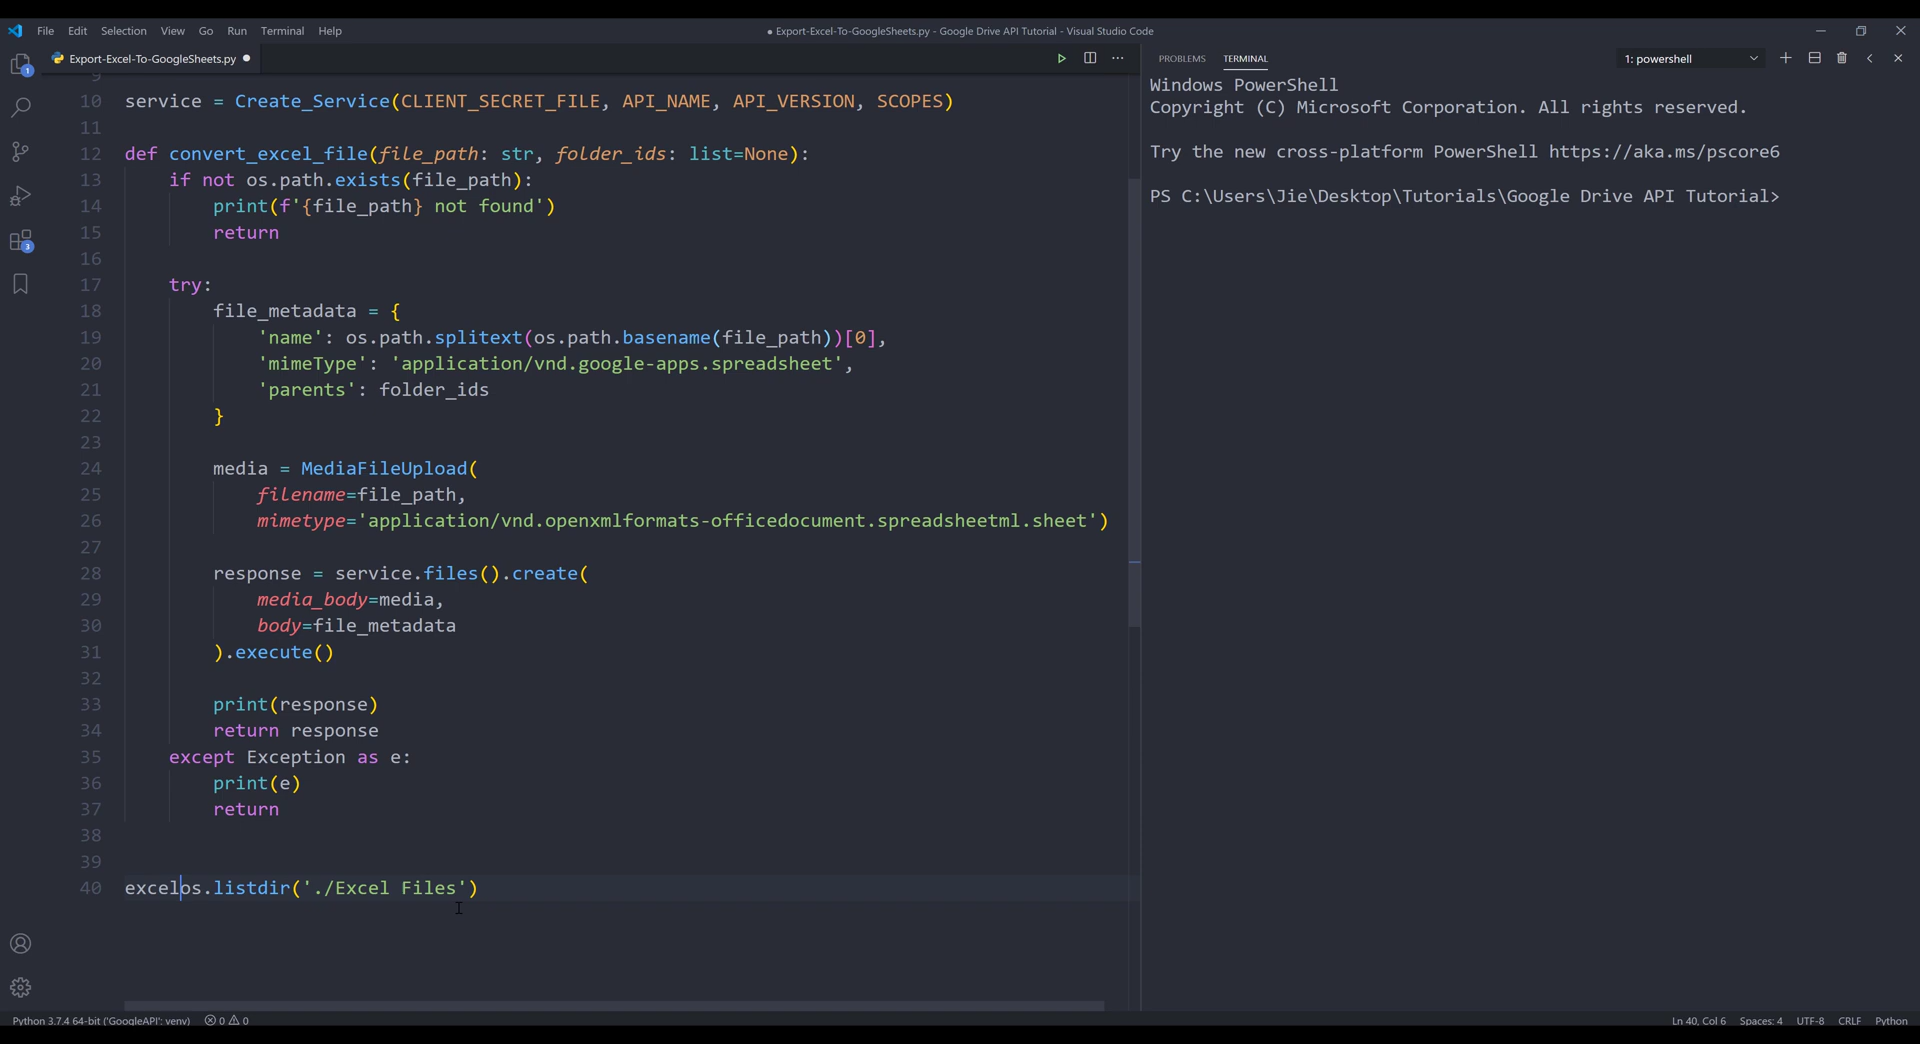 File Edit Selection View Go Run Terminal Help
● Export-Excel-To-GoogleSheets.py - Google Drive API Tutorial - Visual Studio Code
Export-Excel-To-GoogleSheets.py ●
9
10 service = Create_Service(CLIENT_SECRET_FILE, API_NAME, API_VERSION, SCOPES)
11
12 def convert_excel_file(file_path: str, folder_ids: list=None):
13 if not os.path.exists(file_path):
14 print(f'{file_path} not found')
15 return
16
17 try:
18 file_metadata = {
19 'name': os.path.splitext(os.path.basename(file_path))[0],
20 'mimeType': 'application/vnd.google-apps.spreadsheet',
21 'parents': folder_ids
22 }
23
24 media = MediaFileUpload(
25 filename=file_path,
26 mimetype='application/vnd.openxmlformats-officedocument.spreadsheetml.sheet')
27
28 response = service.files().create(
29 media_body=media,
30 body=file_metadata
31 ).execute()
32
33 print(response)
34 return response
35 except Exception as e:
36 print(e)
37 return
38
39
40 excelos.listdir('./Excel Files')
PROBLEMS TERMINAL
1: powershell
Windows PowerShell
Copyright (C) Microsoft Corporation. All rights reserved.
Try the new cross-platform PowerShell https://aka.ms/pscore6
PS C:\Users\Jie\Desktop\Tutorials\Google Drive API Tutorial>
1
3
Python 3.7.4 64-bit ('GoogleAPI': venv) 0 0
Ln 40, Col 6 Spaces: 4 UTF-8 CRLF Python